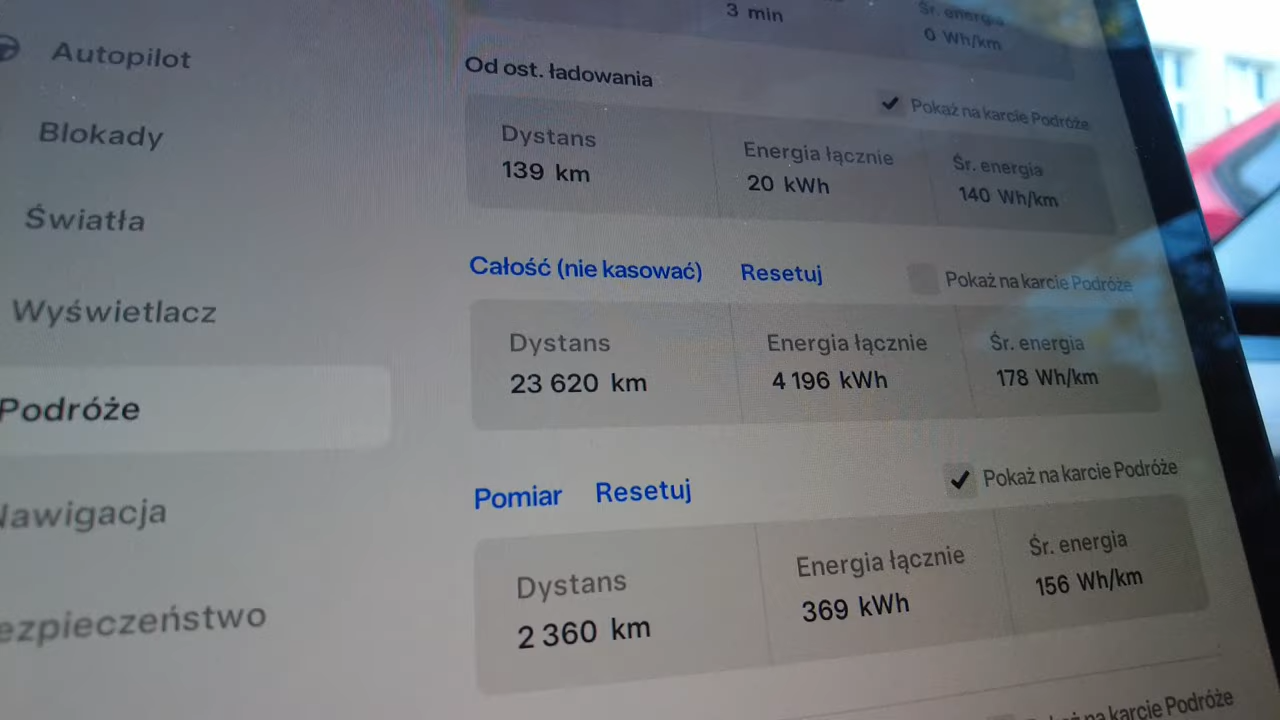 3 min
Śr. energia
0 Wh/km
Autopilot
Blokady
Światła
Wyświetlacz
Podróże
Nawigacja
ezpieczeństwo
Od ost. ładowania
Pokaż na karcie Podróże
Dystans
139 km
Energia łącznie
20 kWh
Śr. energia
140 Wh/km
Całość (nie kasować)
Resetuj
Pokaż na karcie Podróże
Dystans
23 620 km
Energia łącznie
4 196 kWh
Śr. energia
178 Wh/km
Pomiar
Resetuj
Pokaż na karcie Podróże
Dystans
2 360 km
Energia łącznie
369 kWh
Śr. energia
156 Wh/km
Pokaż na karcie Podróże